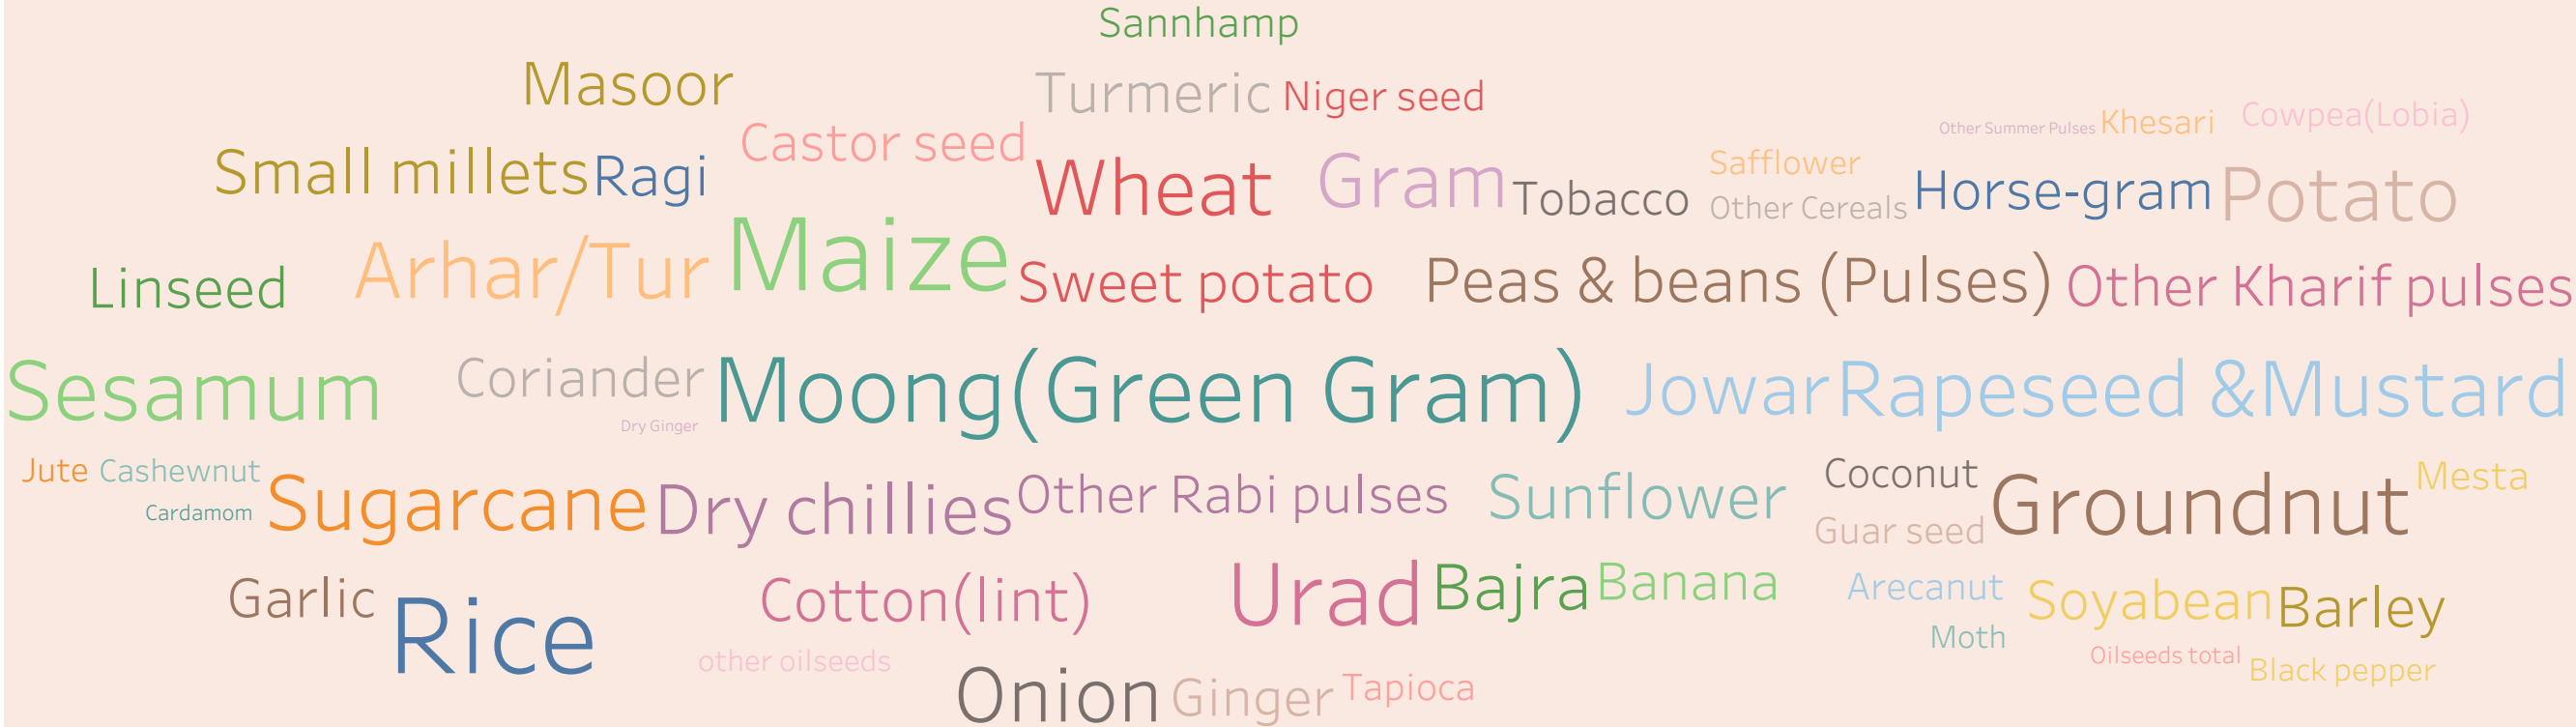 Sannhamp
Masoor
Turmeric
Niger seed
Other Summer Pulses
Khesari
Cowpea(Lobia)
Castor seed
Small millets
Ragi
Wheat
Gram
Tobacco
Safflower
Other Cereals
Horse-gram
Potato
Maize
Linseed
Arhar/Tur
Sweet potato
Peas & beans (Pulses)
Other Kharif pulses
Sesamum
Coriander
Dry Ginger
Moong(Green Gram)
Jowar
Rapeseed &Mustard
Jute
Cashewnut
Cardamom
Sugarcane
Dry chillies
Other Rabi pulses
Sunflower
Coconut
Guar seed
Groundnut
Mesta
Garlic
Rice
Cotton(lint)
other oilseeds
Urad
Bajra
Banana
Arecanut
Moth
Soyabean
Barley
Oilseeds total
Black pepper
Onion
Ginger
Tapioca